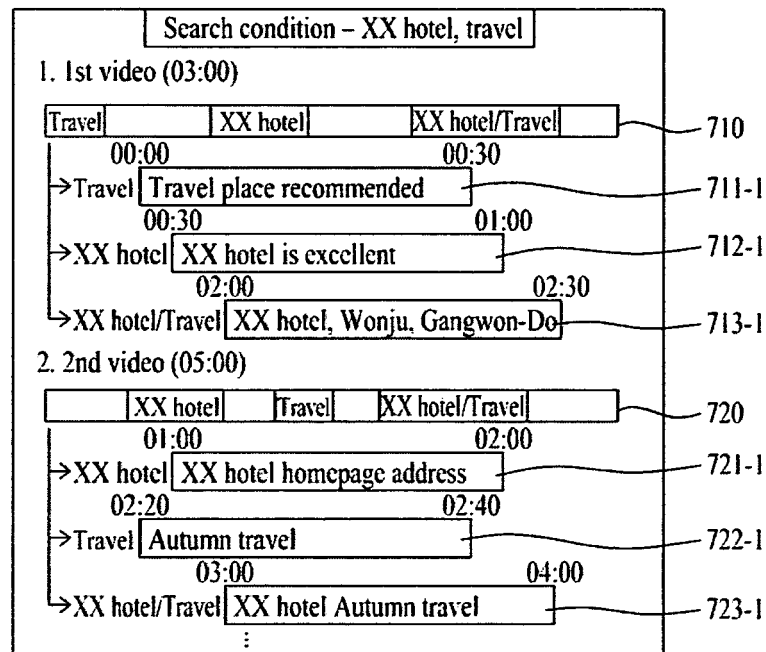 Search condition – XX hotel, travel
1. 1st video (03:00)
Travel XX hotel XX hotel/Travel 710
00:00 00:30
Travel Travel place recommended 711-1
00:30 01:00
XX hotel XX hotel is excellent 712-1
02:00 02:30
XX hotel/Travel XX hotel, Wonju, Gangwon-Do 713-1
2. 2nd video (05:00)
XX hotel Travel XX hotel/Travel 720
01:00 02:00
XX hotel XX hotel homepage address 721-1
02:20 02:40
Travel Autumn travel 722-1
03:00 04:00
XX hotel/Travel XX hotel Autumn travel 723-1
⋮